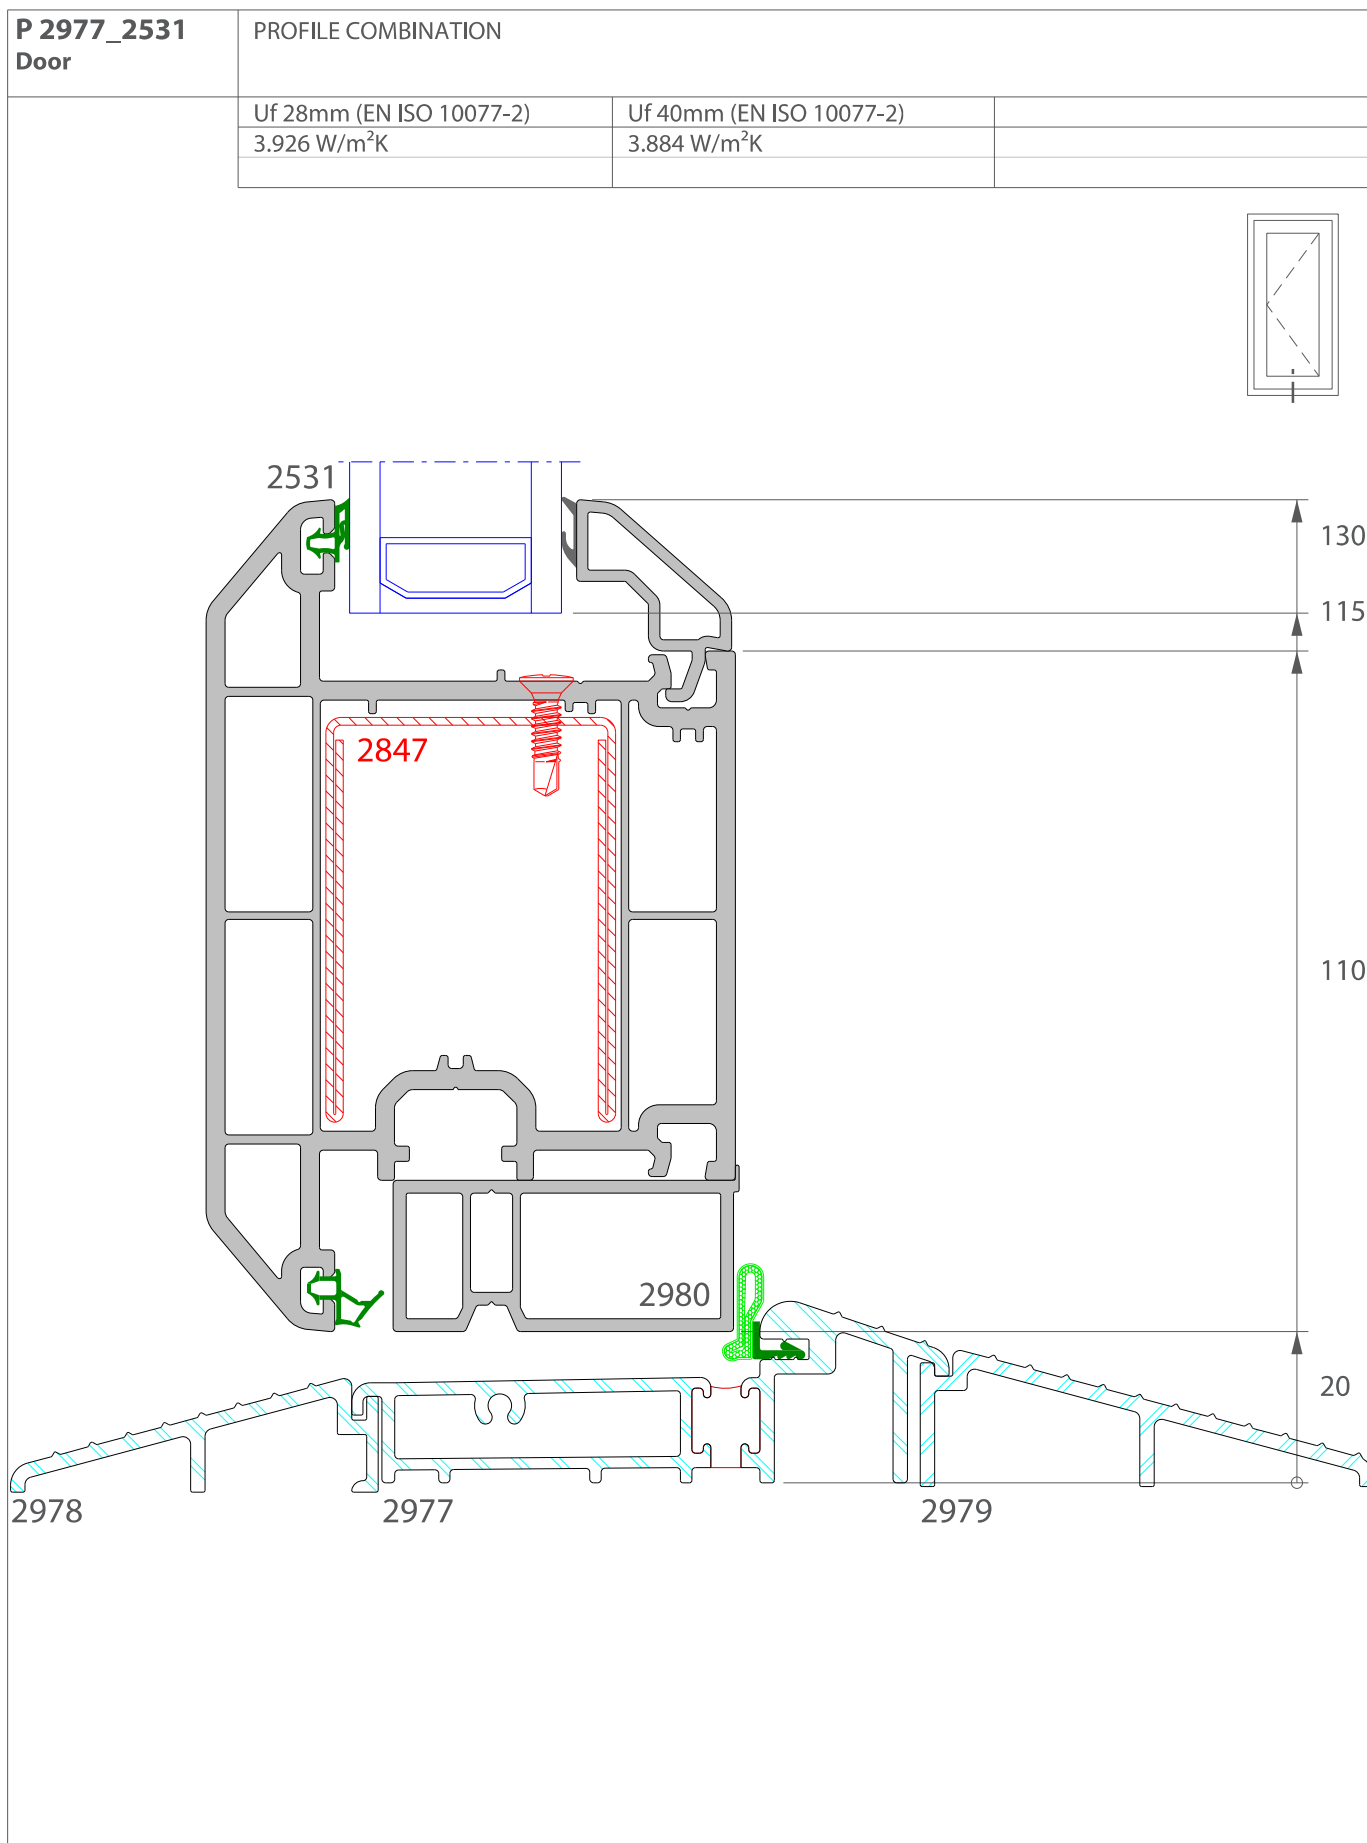 P 2977_2531
PROFILE COMBINATION
Door
Uf 28mm (EN ISO 10077-2)
Uf 40mm (EN ISO 10077-2)
3.926 W/m²K
3.884 W/m²K
2531
130
115
2847
110
2980
20
2978
2977
2979